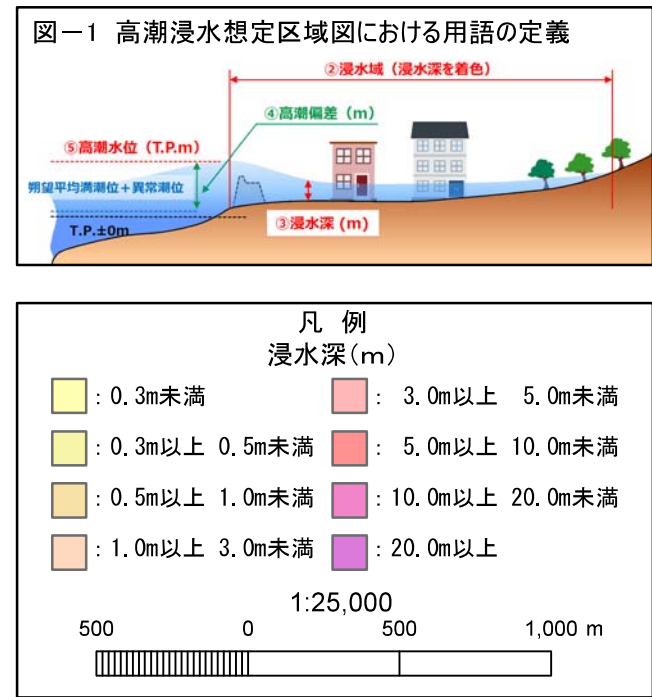 図－1 高潮浸水想定区域図における用語の定義
②浸水域（浸水深を着色）
④高潮偏差（m）
⑤高潮水位（T.P.m）
朔望平均満潮位＋異常潮位
③浸水深（m）
T.P.±0m
凡 例
浸水深(m)
: 0.3m未満
: 3.0m以上 5.0m未満
: 0.3m以上 0.5m未満
: 5.0m以上 10.0m未満
: 0.5m以上 1.0m未満
: 10.0m以上 20.0m未満
: 1.0m以上 3.0m未満
: 20.0m以上
1:25,000
500 0 500 1,000 m